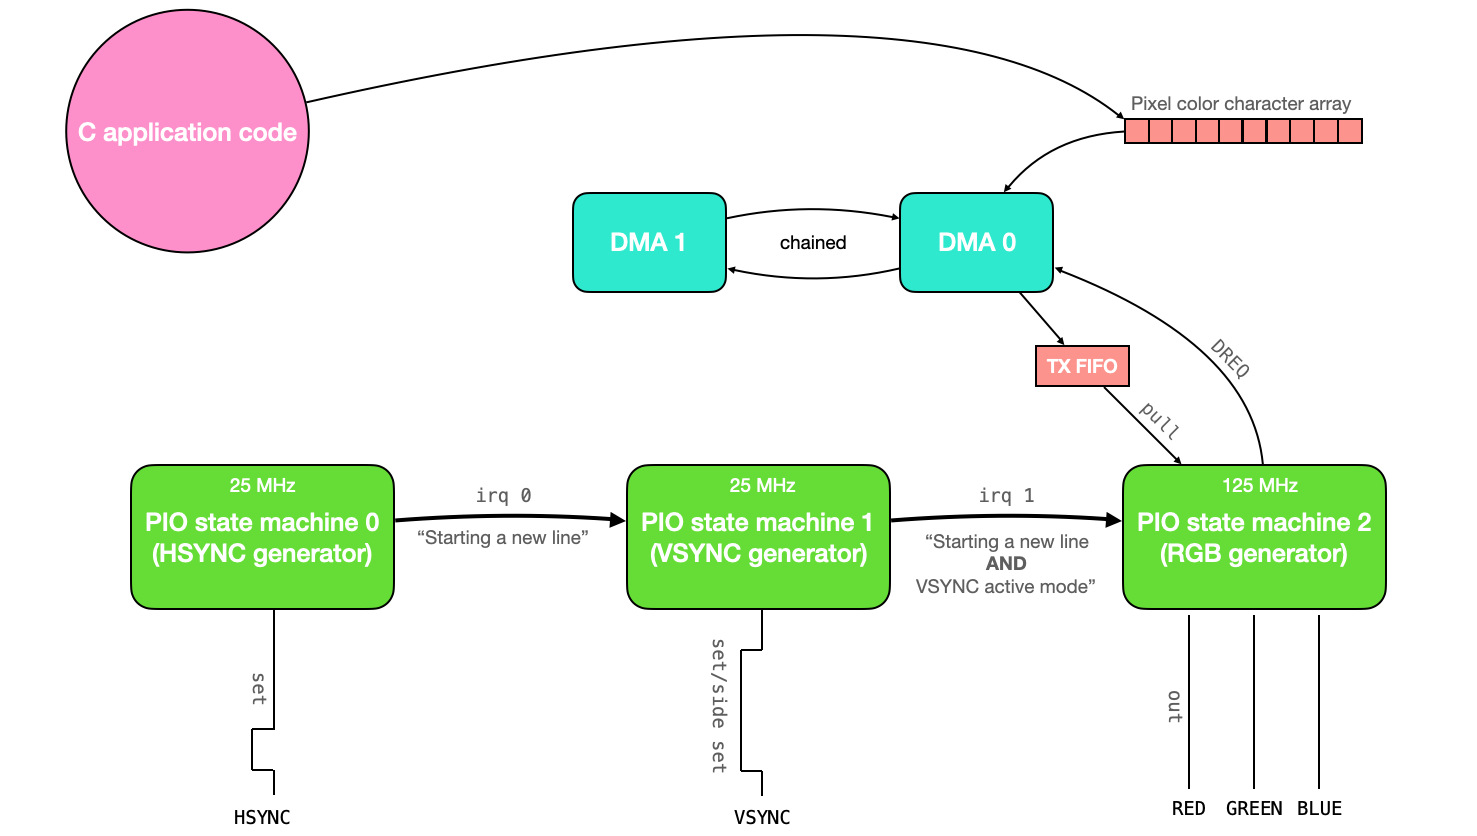 C application code
Pixel color character array
DMA 1
chained
DMA 0
TX FIFO
DREQ
pull
25 MHz
PIO state machine 0
(HSYNC generator)
irq 0
“Starting a new line”
25 MHz
PIO state machine 1
(VSYNC generator)
irq 1
“Starting a new line
AND
VSYNC active mode”
125 MHz
PIO state machine 2
(RGB generator)
set
set/side set
out
HSYNC
VSYNC
RED
GREEN
BLUE